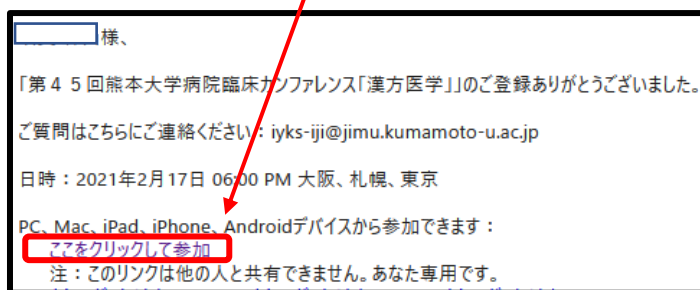 様、
「第４５回熊本大学病院臨床カンファレンス「漢方医学」」のご登録ありがとうございました。
ご質問はこちらにご連絡ください：iyks-iji@jimu.kumamoto-u.ac.jp
日時：2021年2月17日 06:00 PM 大阪、札幌、東京
PC、Mac、iPad、iPhone、Androidデバイスから参加できます：
ここをクリックして参加
注：このリンクは他の人と共有できません。あなた専用です。